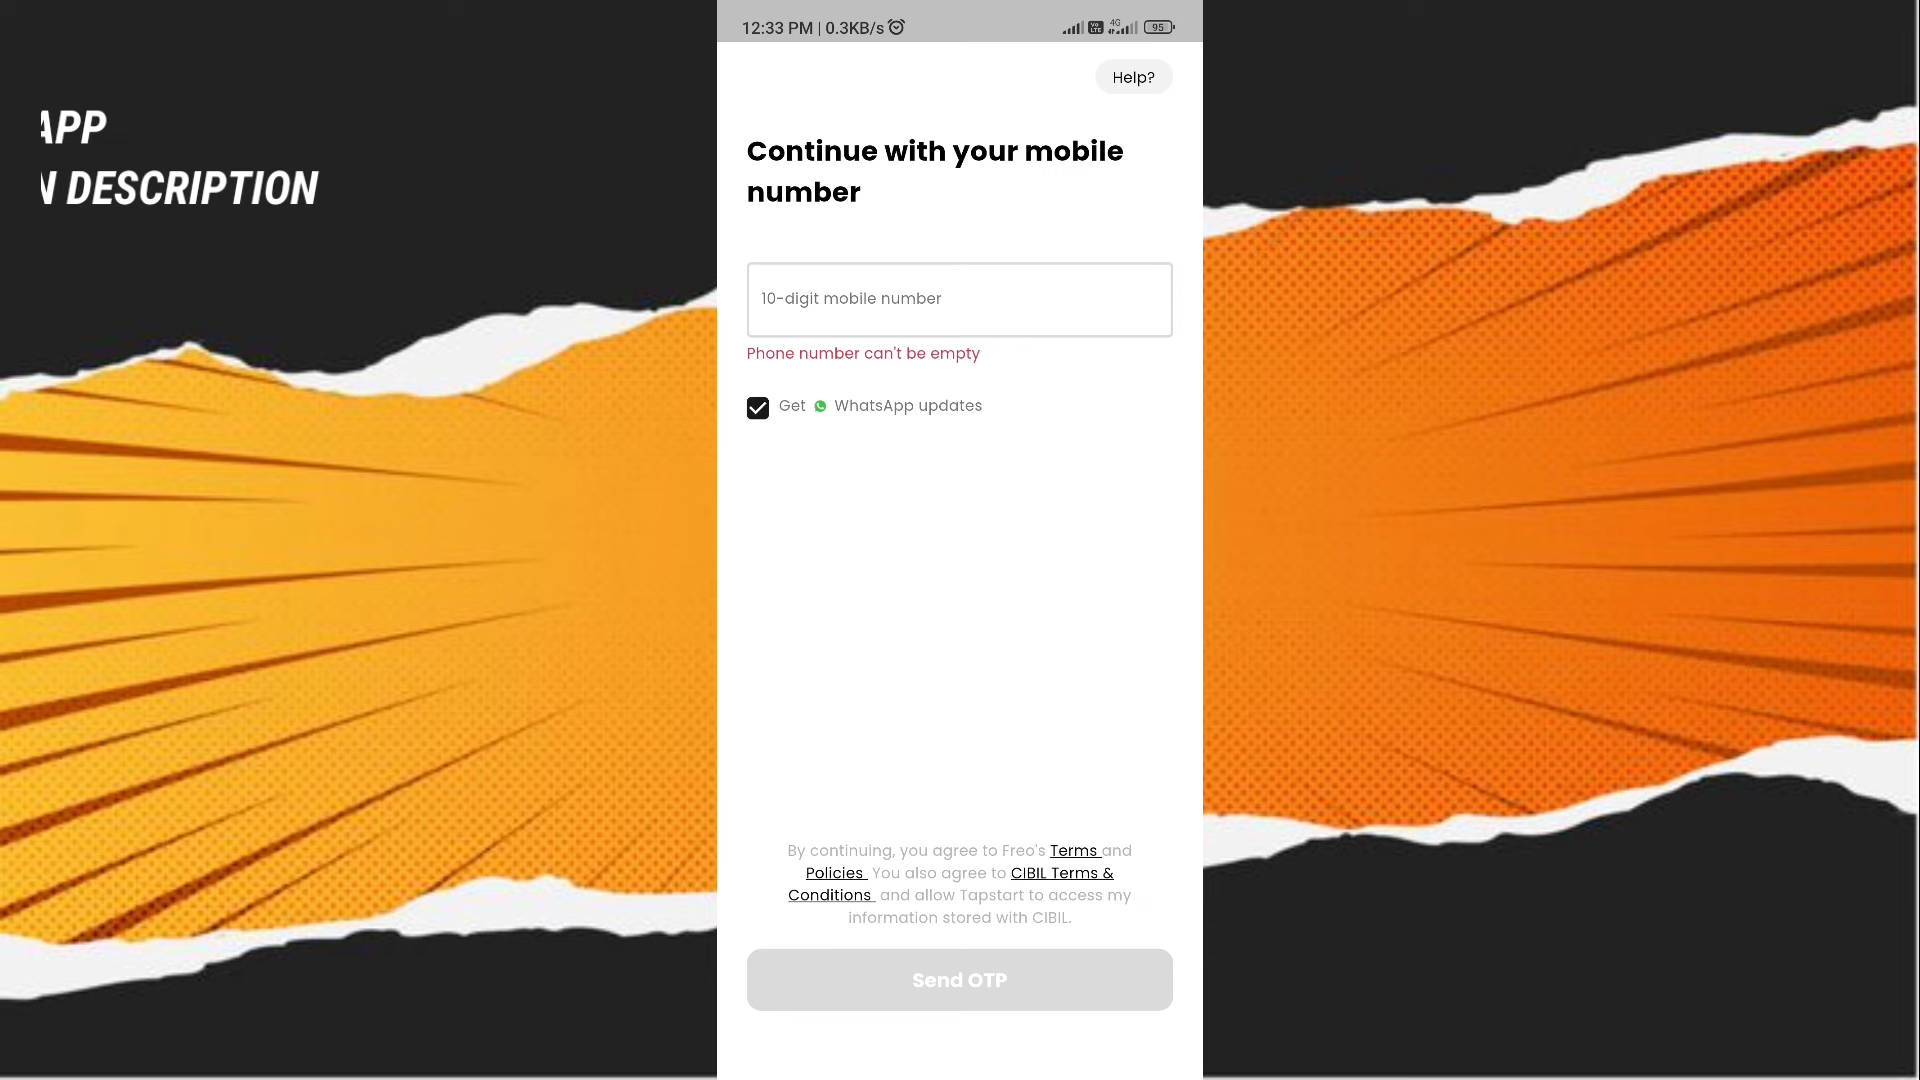 12:33 PM | 0.3KB/s
4G
95
Help?
APP
N DESCRIPTION
Continue with your mobile
number
10-digit mobile number
Phone number can't be empty
Get WhatsApp updates
By continuing, you agree to Freo's Terms and
Policies You also agree to CIBIL Terms &
Conditions and allow Tapstart to access my
information stored with CIBIL.
Send OTP